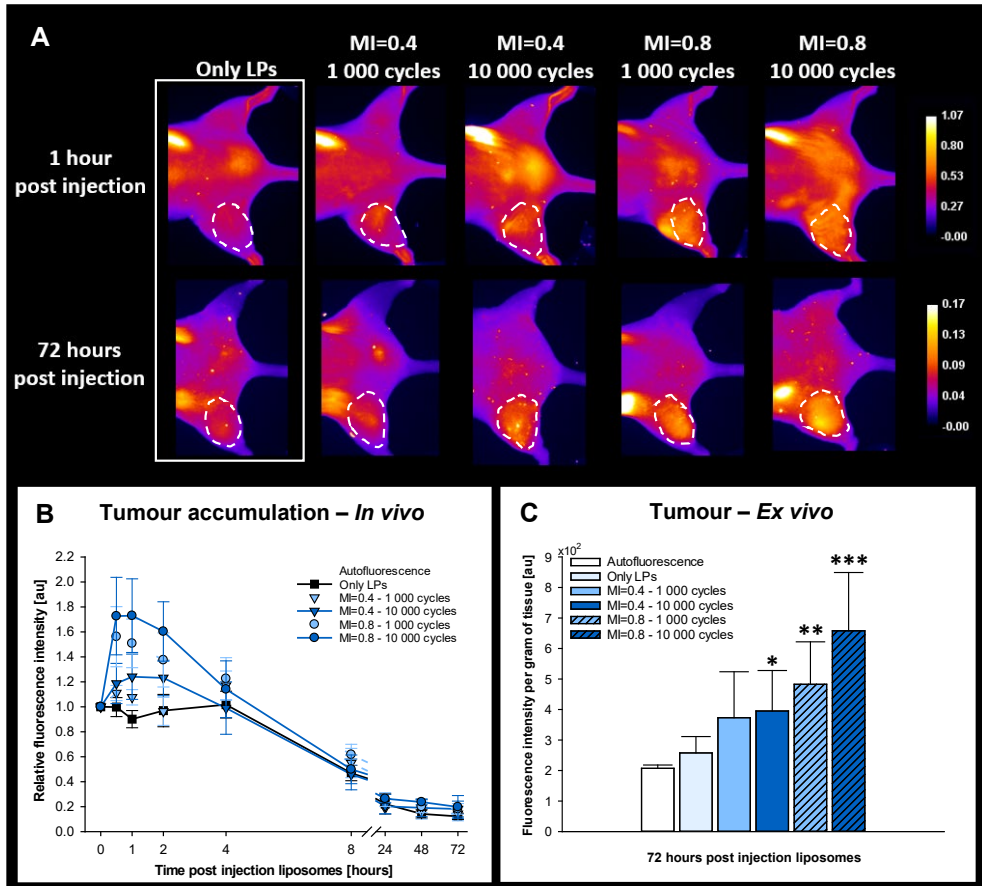 A
Only LPs
MI=0.4
1 000 cycles
MI=0.4
10 000 cycles
MI=0.8
1 000 cycles
MI=0.8
10 000 cycles
1 hour
post injection
1.07
0.80
0.53
0.27
-0.00
72 hours
post injection
0.17
0.13
0.09
0.04
-0.00
B
Tumour accumulation – In vivo
Relative fluorescence intensity [au]
2.2
2.0
1.8
1.6
1.4
1.2
1.0
0.8
0.6
0.4
0.2
0.0
Autofluorescence
Only LPs
MI=0.4 - 1 000 cycles
MI=0.4 - 10 000 cycles
MI=0.8 - 1 000 cycles
MI=0.8 - 10 000 cycles
0 1 2 4 8 24 48 72
Time post injection liposomes [hours]
C
Tumour – Ex vivo
Fluorescence intensity per gram of tissue [au]
x10²
9
8
7
6
5
4
3
2
1
0
Autofluorescence
Only LPs
MI=0.4 - 1 000 cycles
MI=0.4 - 10 000 cycles
MI=0.8 - 1 000 cycles
MI=0.8 - 10 000 cycles
*
**
***
72 hours post injection liposomes